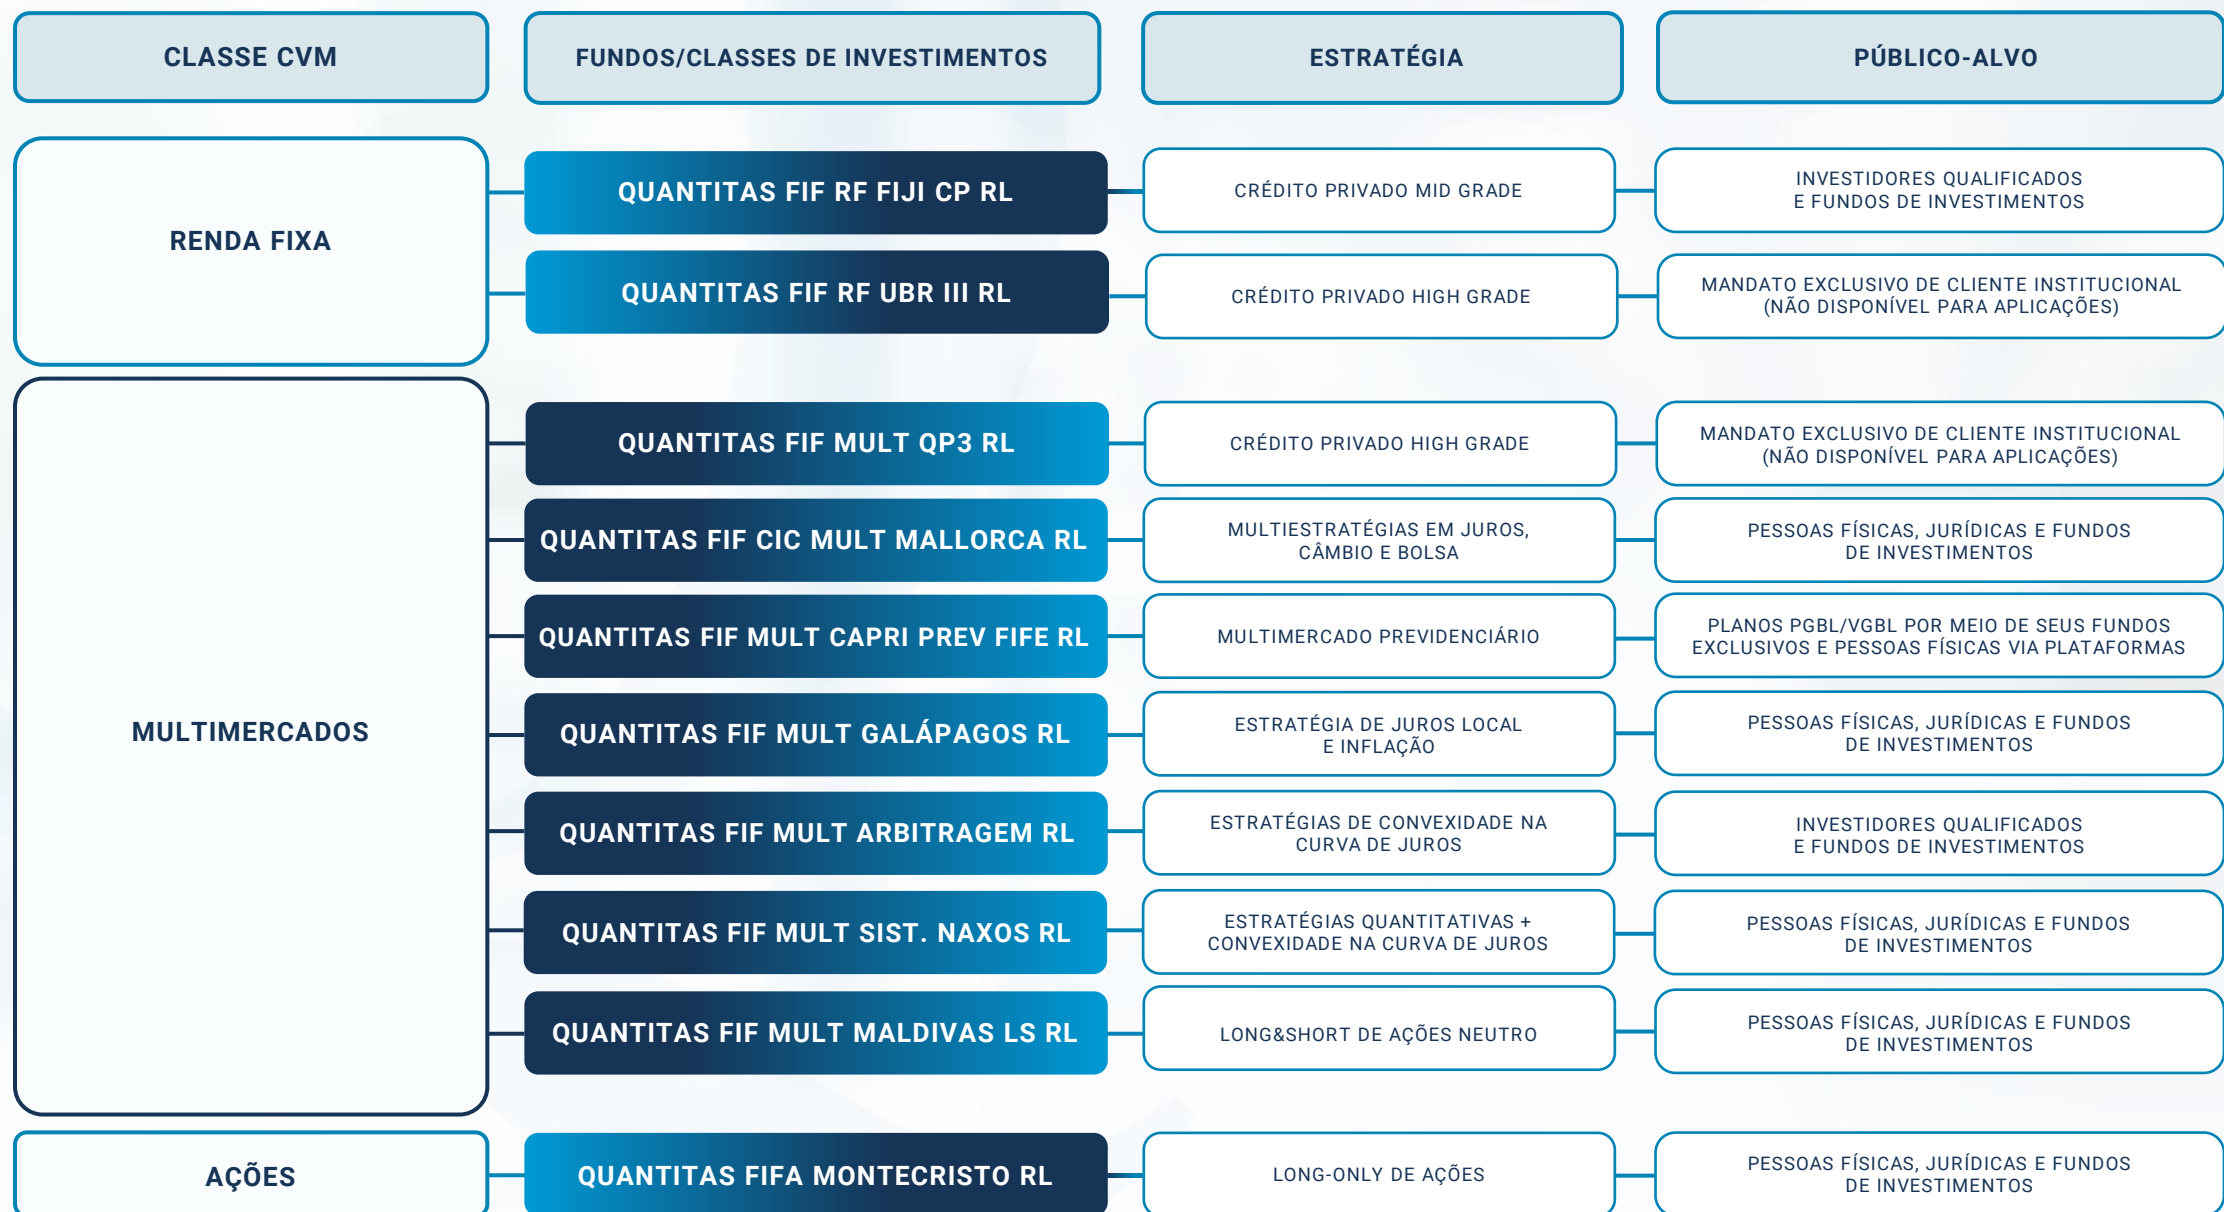 CLASSE CVM
FUNDOS/CLASSES DE INVESTIMENTOS
ESTRATÉGIA
PÚBLICO-ALVO
RENDA FIXA
QUANTITAS FIF RF FIJI CP RL
CRÉDITO PRIVADO MID GRADE
INVESTIDORES QUALIFICADOS
E FUNDOS DE INVESTIMENTOS
QUANTITAS FIF RF UBR III RL
CRÉDITO PRIVADO HIGH GRADE
MANDATO EXCLUSIVO DE CLIENTE INSTITUCIONAL
(NÃO DISPONÍVEL PARA APLICAÇÕES)
MULTIMERCADOS
QUANTITAS FIF MULT QP3 RL
CRÉDITO PRIVADO HIGH GRADE
MANDATO EXCLUSIVO DE CLIENTE INSTITUCIONAL
(NÃO DISPONÍVEL PARA APLICAÇÕES)
QUANTITAS FIF CIC MULT MALLORCA RL
MULTIESTRATÉGIAS EM JUROS,
CÂMBIO E BOLSA
PESSOAS FÍSICAS, JURÍDICAS E FUNDOS
DE INVESTIMENTOS
QUANTITAS FIF MULT CAPRI PREV FIFE RL
MULTIMERCADO PREVIDENCIÁRIO
PLANOS PGBL/VGBL POR MEIO DE SEUS FUNDOS
EXCLUSIVOS E PESSOAS FÍSICAS VIA PLATAFORMAS
QUANTITAS FIF MULT GALÁPAGOS RL
ESTRATÉGIA DE JUROS LOCAL
E INFLAÇÃO
PESSOAS FÍSICAS, JURÍDICAS E FUNDOS
DE INVESTIMENTOS
QUANTITAS FIF MULT ARBITRAGEM RL
ESTRATÉGIAS DE CONVEXIDADE NA
CURVA DE JUROS
INVESTIDORES QUALIFICADOS
E FUNDOS DE INVESTIMENTOS
QUANTITAS FIF MULT SIST. NAXOS RL
ESTRATÉGIAS QUANTITATIVAS +
CONVEXIDADE NA CURVA DE JUROS
PESSOAS FÍSICAS, JURÍDICAS E FUNDOS
DE INVESTIMENTOS
QUANTITAS FIF MULT MALDIVAS LS RL
LONG&SHORT DE AÇÕES NEUTRO
PESSOAS FÍSICAS, JURÍDICAS E FUNDOS
DE INVESTIMENTOS
AÇÕES
QUANTITAS FIFA MONTECRISTO RL
LONG-ONLY DE AÇÕES
PESSOAS FÍSICAS, JURÍDICAS E FUNDOS
DE INVESTIMENTOS